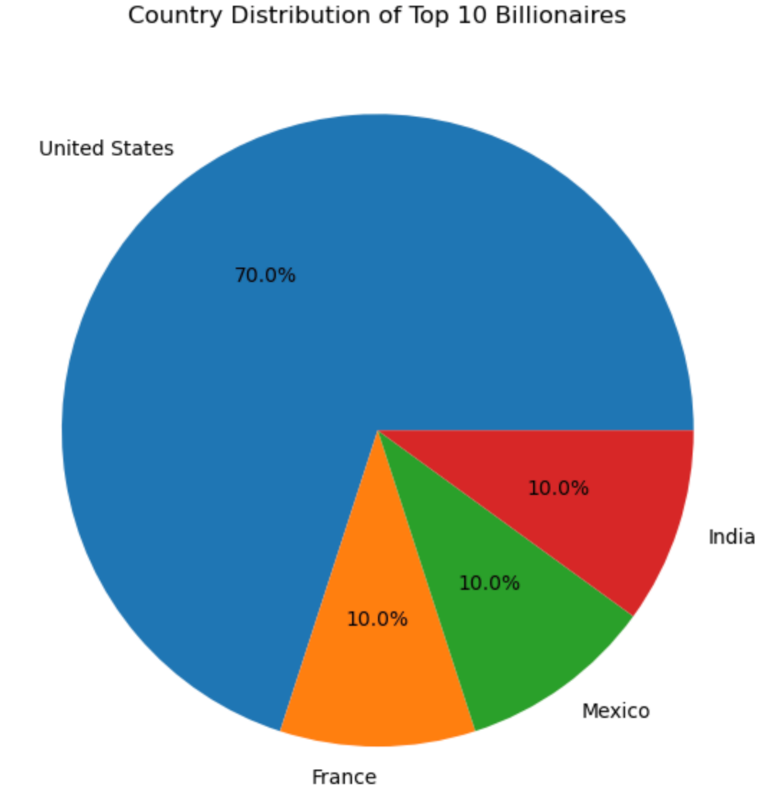 Country Distribution of Top 10 Billionaires
United States
70.0%
10.0%
India
10.0%
10.0%
Mexico
France